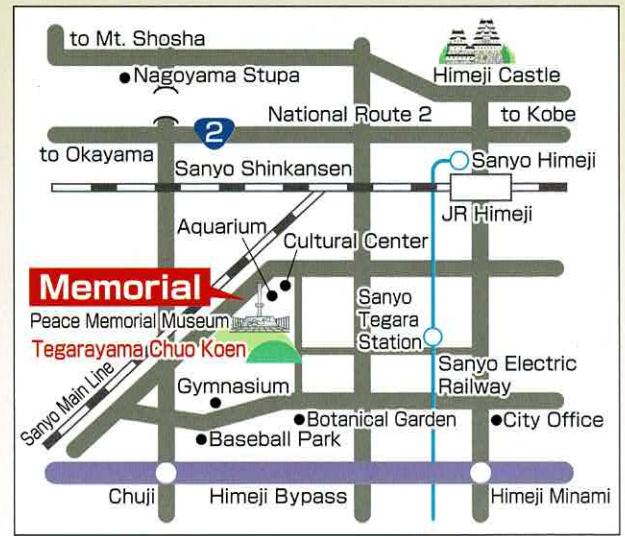 to Mt. Shosha
Nagoyama Stupa
Himeji Castle
National Route 2
to Kobe
2
to Okayama
Sanyo Shinkansen
Sanyo Himeji
JR Himeji
Aquarium
Cultural Center
Memorial
Peace Memorial Museum
Tegarayama Chuo Koen
Sanyo
Tegara
Station
Sanyo Main Line
Sanyo Electric
Railway
Gymnasium
Botanical Garden
City Office
Baseball Park
Chuji
Himeji Bypass
Himeji Minami